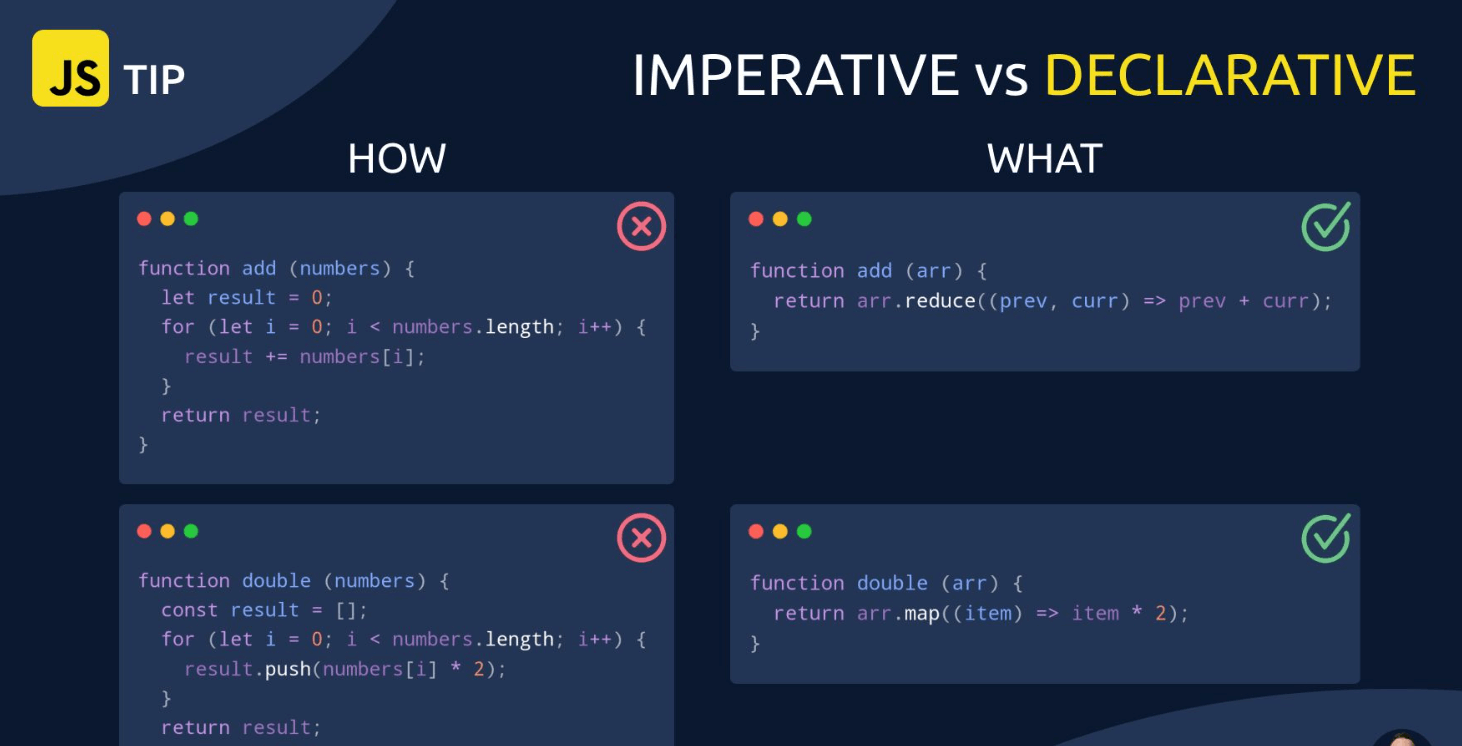 JS TIP
IMPERATIVE vs DECLARATIVE
HOW
function add (numbers) {
  let result = 0;
  for (let i = 0; i < numbers.length; i++) {
    result += numbers[i];
  }
  return result;
}
WHAT
function add (arr) {
  return arr.reduce((prev, curr) => prev + curr);
}
function double (numbers) {
  const result = [];
  for (let i = 0; i < numbers.length; i++) {
    result.push(numbers[i] * 2);
  }
  return result;
function double (arr) {
  return arr.map((item) => item * 2);
}